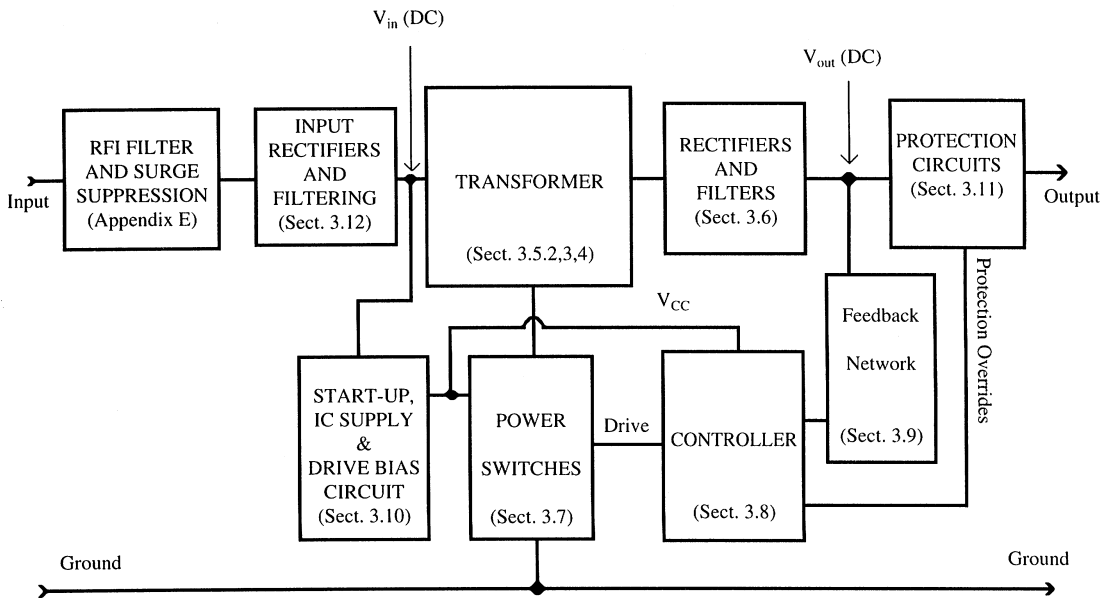 V_in (DC)
V_out (DC)
Input
RFI FILTER
AND SURGE
SUPPRESSION
(Appendix E)
INPUT
RECTIFIERS
AND
FILTERING
(Sect. 3.12)
TRANSFORMER
(Sect. 3.5.2,3,4)
RECTIFIERS
AND
FILTERS
(Sect. 3.6)
PROTECTION
CIRCUITS
(Sect. 3.11)
Output
Protection Overrides
V_CC
Feedback
Network
(Sect. 3.9)
START-UP,
IC SUPPLY
&
DRIVE BIAS
CIRCUIT
(Sect. 3.10)
POWER
SWITCHES
(Sect. 3.7)
Drive
CONTROLLER
(Sect. 3.8)
Ground
Ground